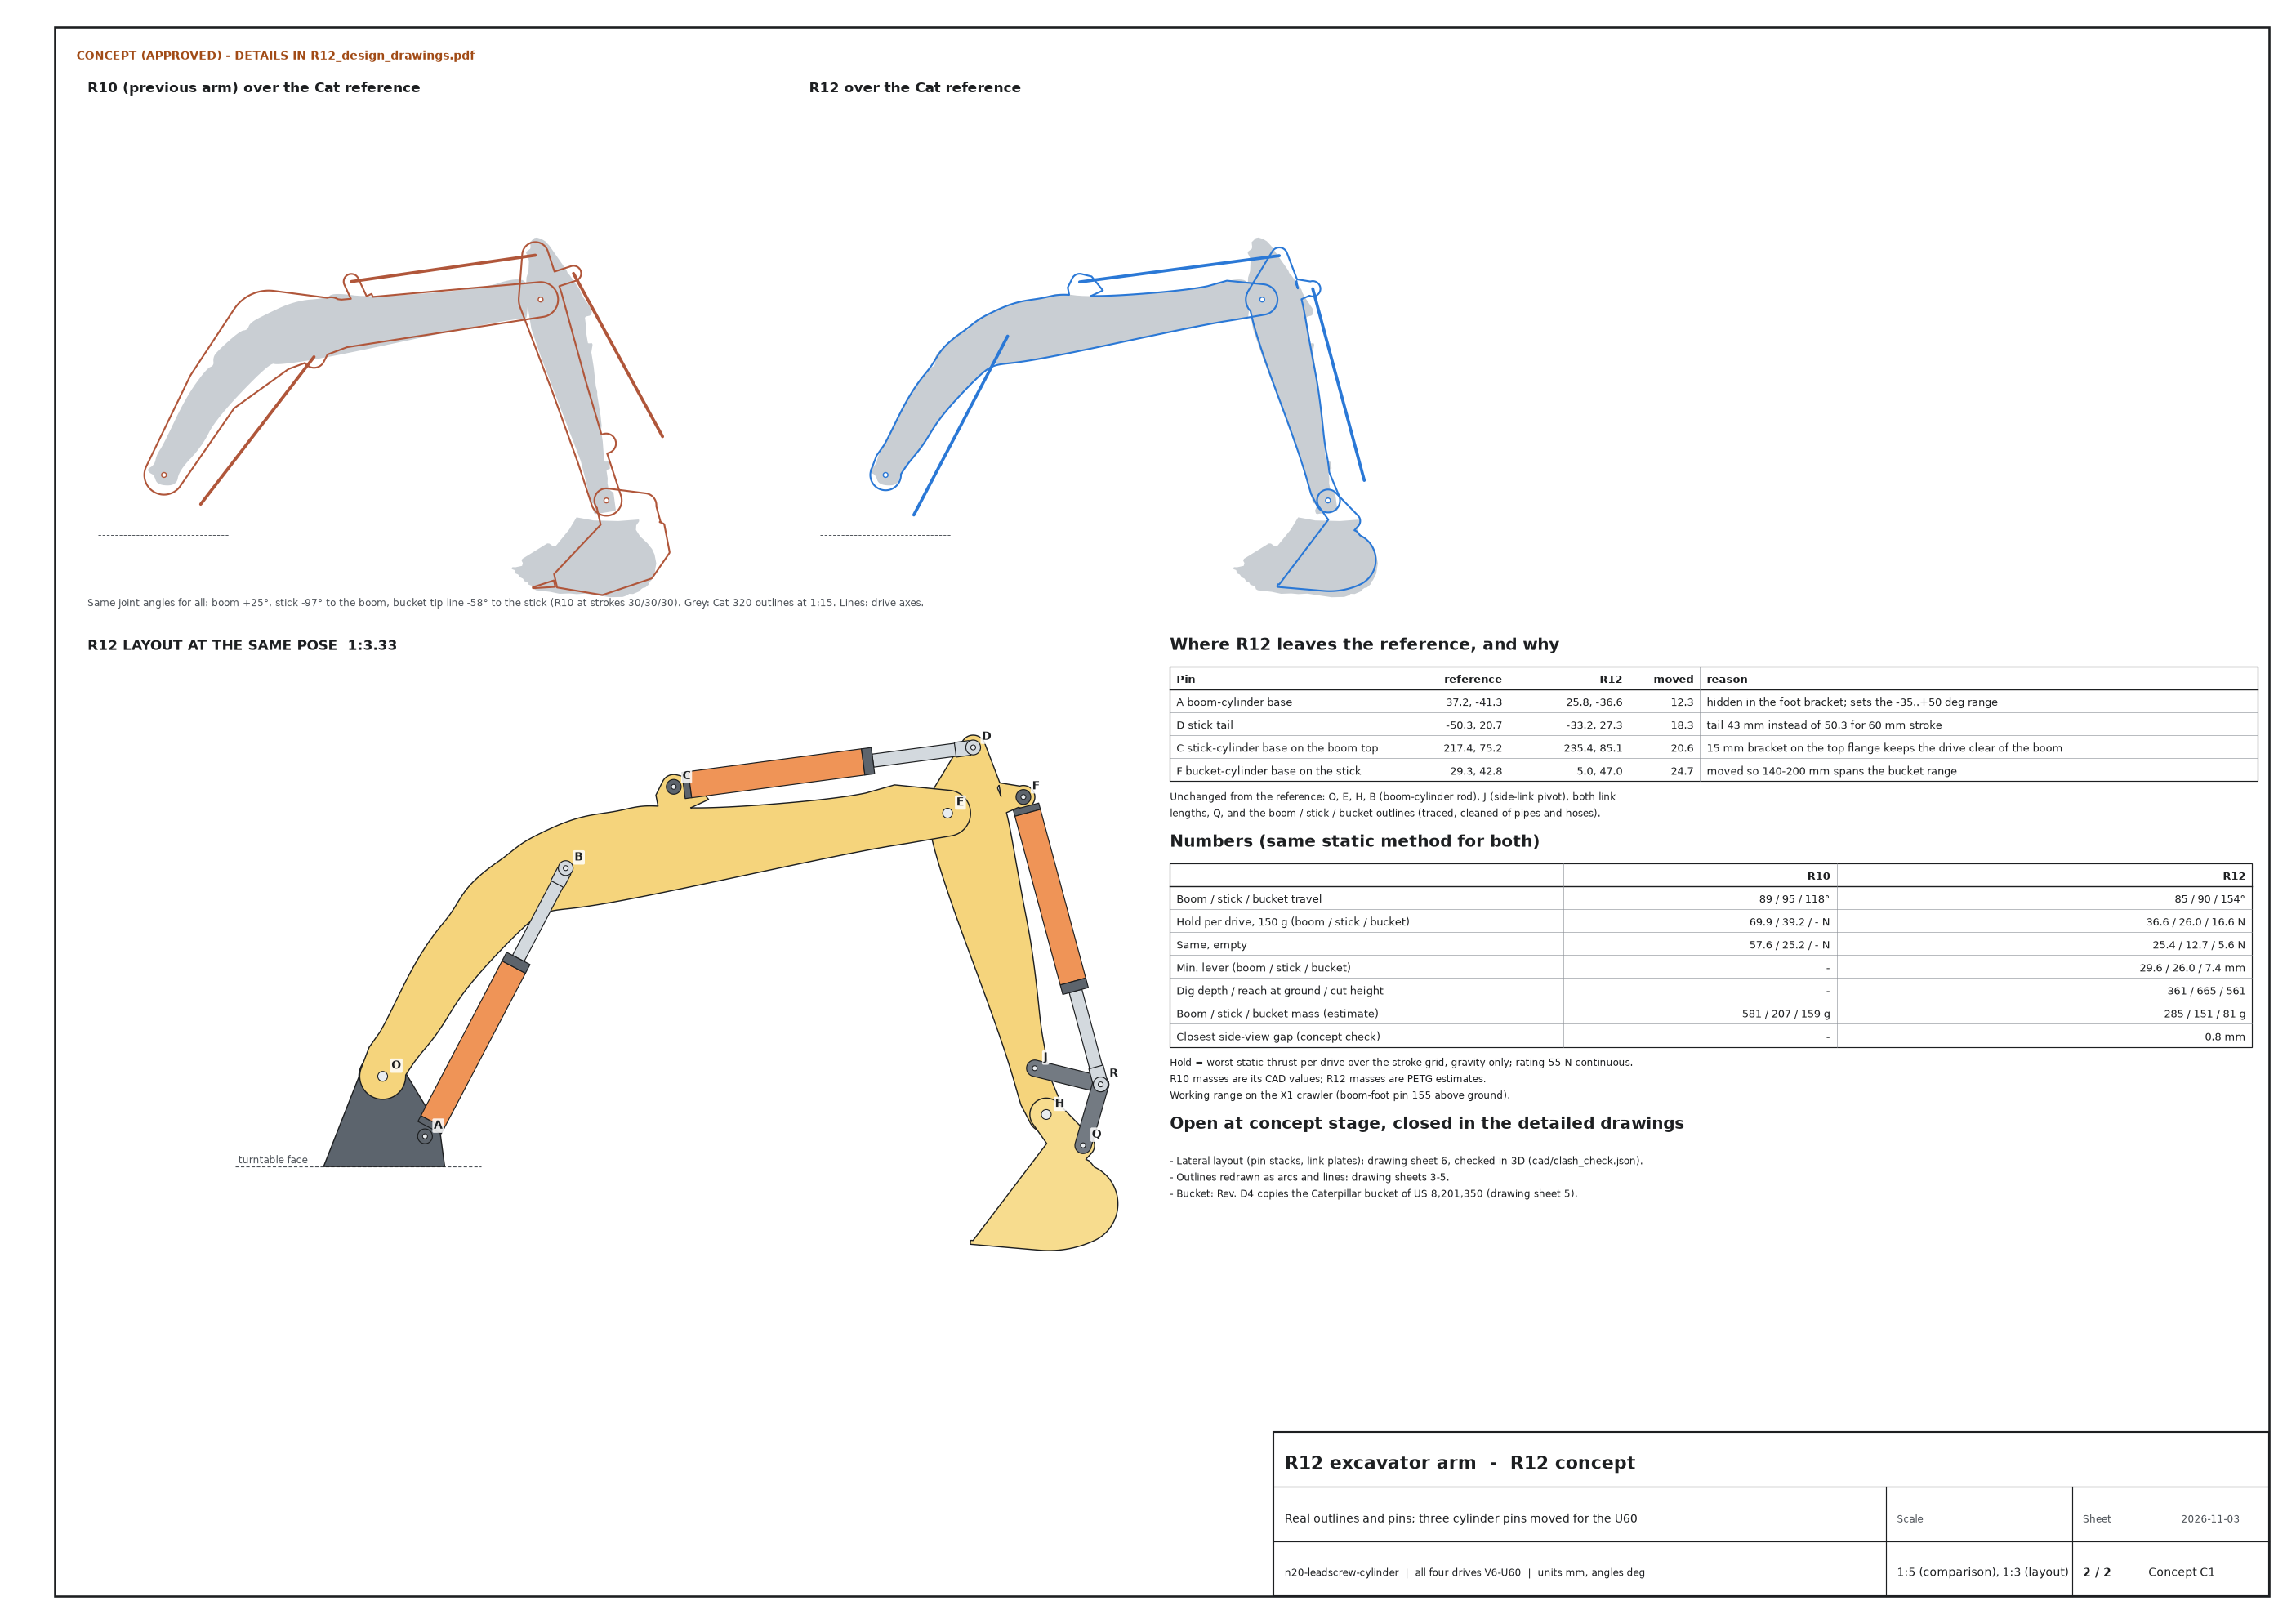 CONCEPT (APPROVED) - DETAILS IN R12_design_drawings.pdf
R10 (previous arm) over the Cat reference
R12 over the Cat reference
Same joint angles for all: boom +25°, stick -97° to the boom, bucket tip line -58° to the stick (R10 at strokes 30/30/30). Grey: Cat 320 outlines at 1:15. Lines: drive axes.
R12 LAYOUT AT THE SAME POSE  1:3.33
D
C
F
E
B
O
J
R
A
H
Q
turntable face
Where R12 leaves the reference, and why
Pin reference R12 moved reason
A boom-cylinder base 37.2, -41.3 25.8, -36.6 12.3 hidden in the foot bracket; sets the -35..+50 deg range
D stick tail -50.3, 20.7 -33.2, 27.3 18.3 tail 43 mm instead of 50.3 for 60 mm stroke
C stick-cylinder base on the boom top 217.4, 75.2 235.4, 85.1 20.6 15 mm bracket on the top flange keeps the drive clear of the boom
F bucket-cylinder base on the stick 29.3, 42.8 5.0, 47.0 24.7 moved so 140-200 mm spans the bucket range
Unchanged from the reference: O, E, H, B (boom-cylinder rod), J (side-link pivot), both link
lengths, Q, and the boom / stick / bucket outlines (traced, cleaned of pipes and hoses).
Numbers (same static method for both)
R10 R12
Boom / stick / bucket travel 89 / 95 / 118° 85 / 90 / 154°
Hold per drive, 150 g (boom / stick / bucket) 69.9 / 39.2 / - N 36.6 / 26.0 / 16.6 N
Same, empty 57.6 / 25.2 / - N 25.4 / 12.7 / 5.6 N
Min. lever (boom / stick / bucket) - 29.6 / 26.0 / 7.4 mm
Dig depth / reach at ground / cut height - 361 / 665 / 561
Boom / stick / bucket mass (estimate) 581 / 207 / 159 g 285 / 151 / 81 g
Closest side-view gap (concept check) - 0.8 mm
Hold = worst static thrust per drive over the stroke grid, gravity only; rating 55 N continuous.
R10 masses are its CAD values; R12 masses are PETG estimates.
Working range on the X1 crawler (boom-foot pin 155 above ground).
Open at concept stage, closed in the detailed drawings
- Lateral layout (pin stacks, link plates): drawing sheet 6, checked in 3D (cad/clash_check.json).
- Outlines redrawn as arcs and lines: drawing sheets 3-5.
- Bucket: Rev. D4 copies the Caterpillar bucket of US 8,201,350 (drawing sheet 5).
R12 excavator arm  -  R12 concept
Real outlines and pins; three cylinder pins moved for the U60
Scale
Sheet
2026-11-03
n20-leadscrew-cylinder  |  all four drives V6-U60  |  units mm, angles deg
1:5 (comparison), 1:3 (layout)
2 / 2
Concept C1